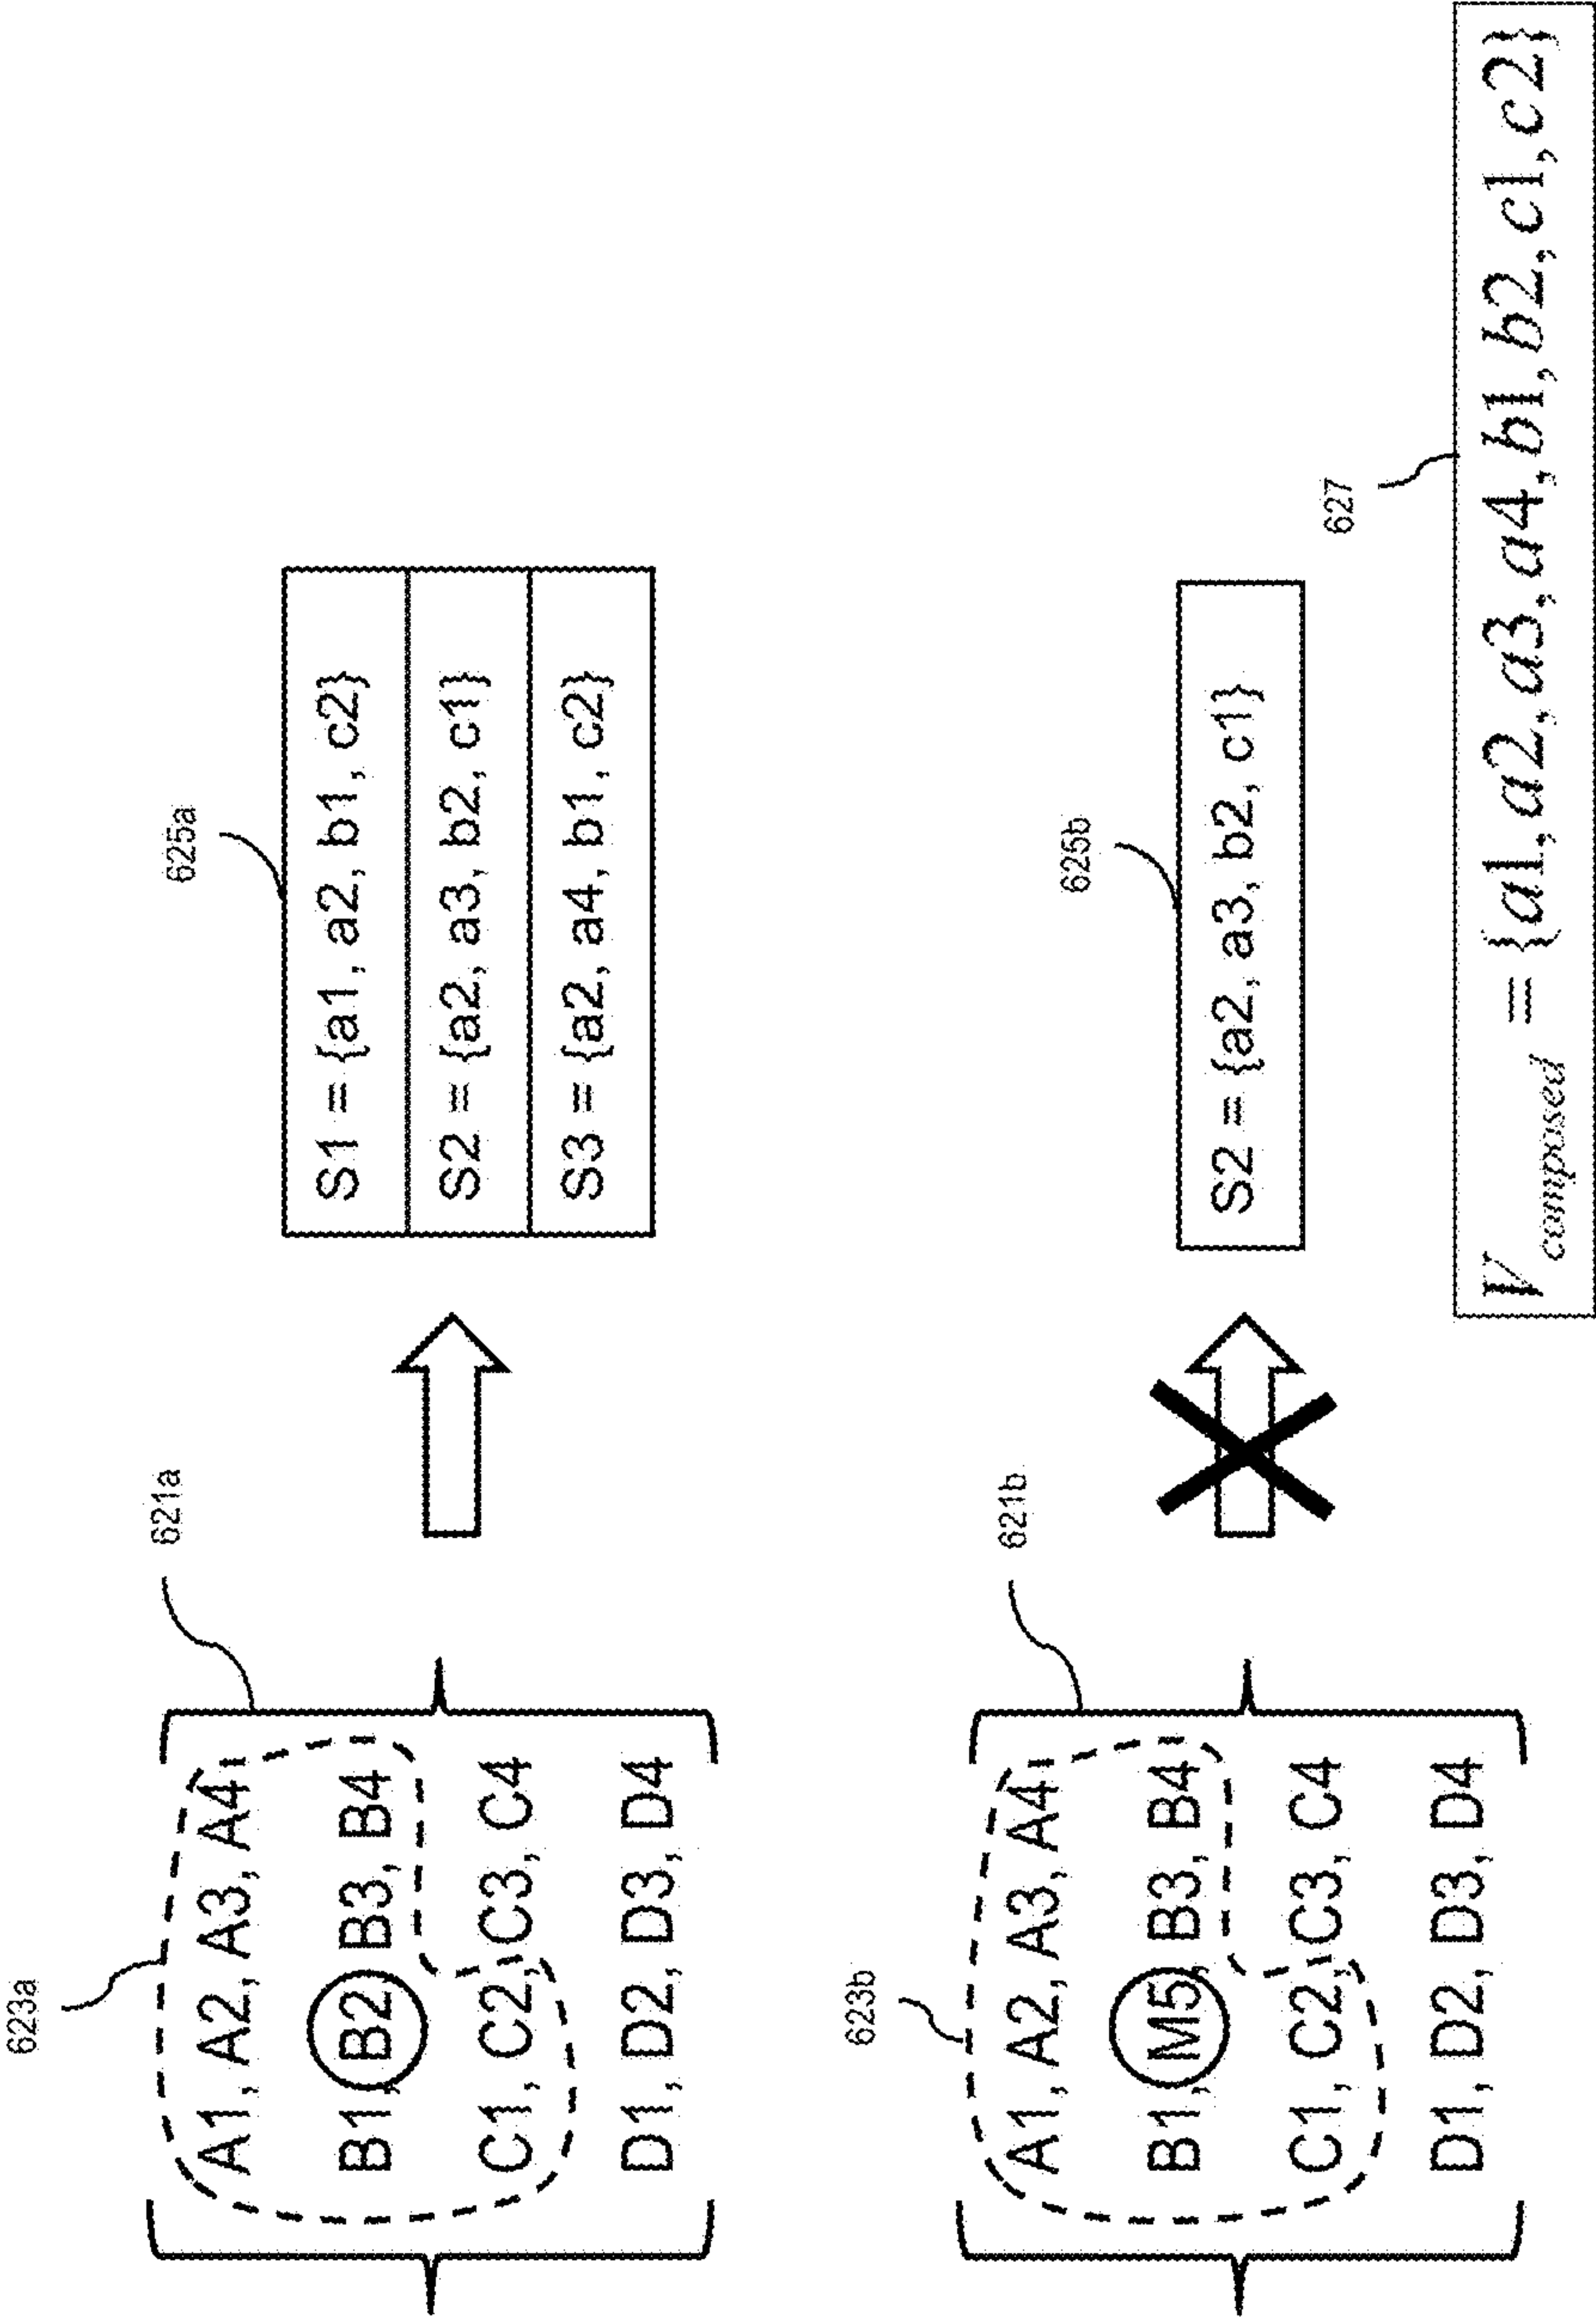 623a
621a
A1, A2, A3, A4,
B1, B2, B3, B4
C1, C2, C3, C4
D1, D2, D3, D4
625a
S1 = {a1, a2, b1, c2}
S2 = {a2, a3, b2, c1}
S3 = {a2, a4, b1, c2}
623b
621b
A1, A2, A3, A4,
B1, M5, B3, B4
C1, C2, C3, C4
D1, D2, D3, D4
625b
S2 = {a2, a3, b2, c1}
627
V composed = {a1, a2, a3, a4, b1, b2, c1, c2}